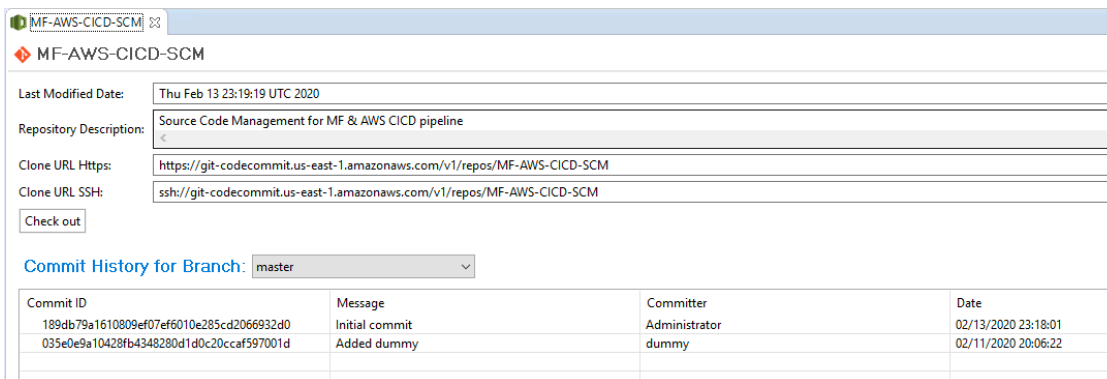 MF-AWS-CICD-SCM
MF-AWS-CICD-SCM
Last Modified Date: Thu Feb 13 23:19:19 UTC 2020
Repository Description: Source Code Management for MF & AWS CICD pipeline
Clone URL Https: https://git-codecommit.us-east-1.amazonaws.com/v1/repos/MF-AWS-CICD-SCM
Clone URL SSH: ssh://git-codecommit.us-east-1.amazonaws.com/v1/repos/MF-AWS-CICD-SCM
Check out
Commit History for Branch: master
Commit ID Message Committer Date
189db79a1610809ef07ef6010e285cd2066932d0 Initial commit Administrator 02/13/2020 23:18:01
035e0e9a10428fb4348280d1d0c20ccaf597001d Added dummy dummy 02/11/2020 20:06:22